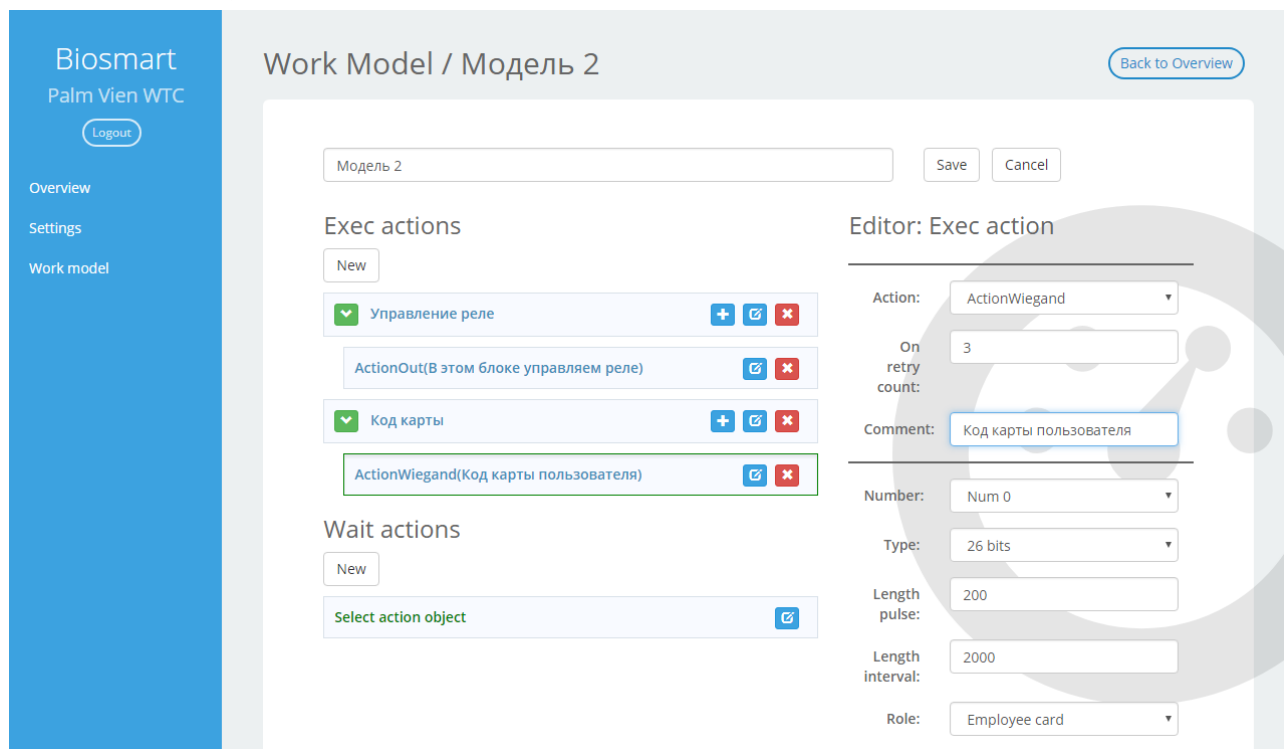 Biosmart
Palm Vien WTC
Logout
Overview
Settings
Work model
Work Model / Модель 2
Back to Overview
Модель 2
Save
Cancel
Exec actions
New
Управление реле
ActionOut(В этом блоке управляем реле)
Код карты
ActionWiegand(Код карты пользователя)
Wait actions
New
Select action object
Editor: Exec action
Action:
ActionWiegand
On
retry
count:
3
Comment:
Код карты пользователя
Number:
Num 0
Type:
26 bits
Length
pulse:
200
Length
interval:
2000
Role:
Employee card